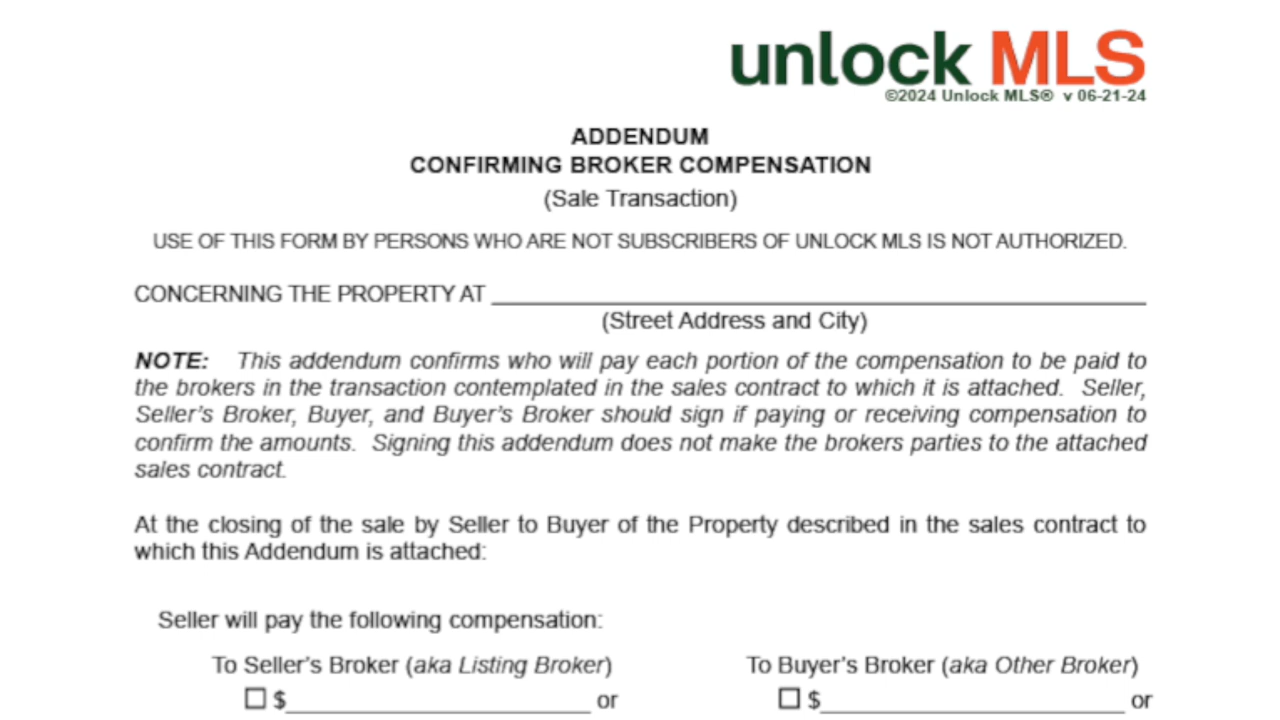 unlock MLS
©2024 Unlock MLS® v 06-21-24
ADDENDUM
CONFIRMING BROKER COMPENSATION
(Sale Transaction)
USE OF THIS FORM BY PERSONS WHO ARE NOT SUBSCRIBERS OF UNLOCK MLS IS NOT AUTHORIZED.
CONCERNING THE PROPERTY AT
(Street Address and City)
NOTE: This addendum confirms who will pay each portion of the compensation to be paid to
the brokers in the transaction contemplated in the sales contract to which it is attached. Seller,
Seller's Broker, Buyer, and Buyer's Broker should sign if paying or receiving compensation to
confirm the amounts. Signing this addendum does not make the brokers parties to the attached
sales contract.
At the closing of the sale by Seller to Buyer of the Property described in the sales contract to
which this Addendum is attached:
Seller will pay the following compensation:
To Seller's Broker (aka Listing Broker) To Buyer's Broker (aka Other Broker)
☐ $ or ☐ $ or